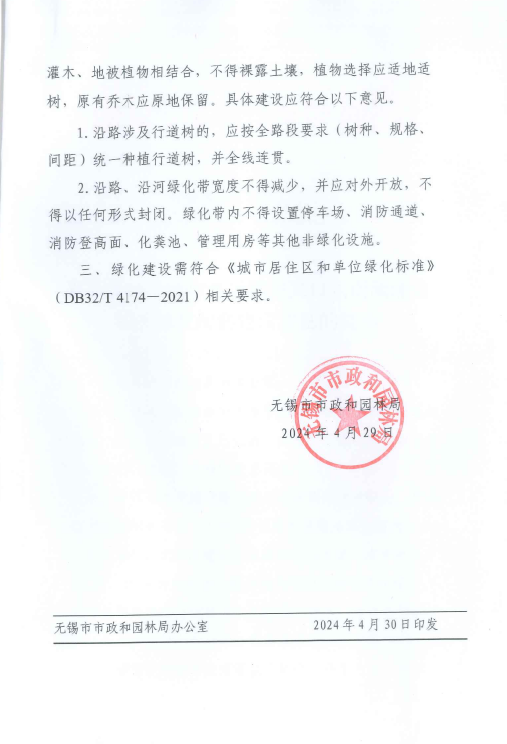 灌木、地被植物相结合，不得裸露土壤，植物选择应适地适
树，原有乔木应原地保留。具体建设应符合以下意见。
1.沿路涉及行道树的，应按全路段要求（树种、规格、
间距）统一种植行道树，并全线连贯。
2.沿路、沿河绿化带宽度不得减少，并应对外开放，不
得以任何形式封闭。绿化带内不得设置停车场、消防通道、
消防登高面、化粪池、管理用房等其他非绿化设施。
三、绿化建设需符合《城市居住区和单位绿化标准》
（DB32/T 4174—2021）相关要求。
无锡市市政和园林局
无锡市市政和园林局
2024年4月29日
无锡市市政和园林局办公室 2024年4月30日印发